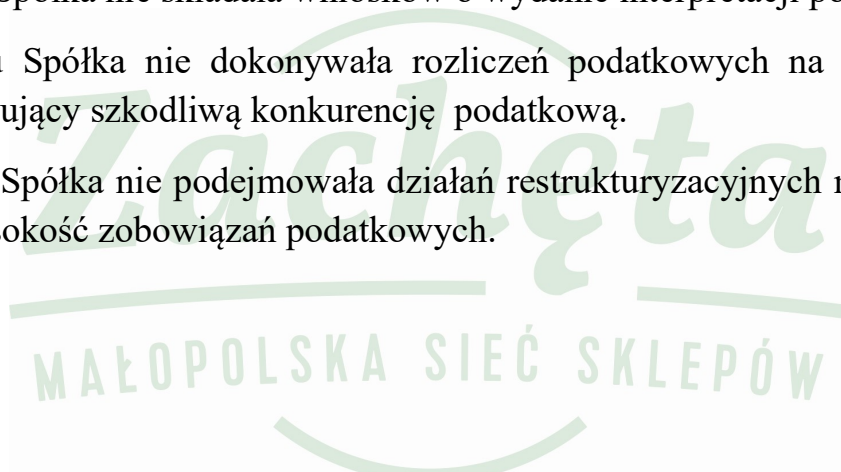 Spółka nie składała wniosków o wydanie interpretacji po
Spółka nie dokonywała rozliczeń podatkowych na
ujący szkodliwą konkurencję podatkową.
Spółka nie podejmowała działań restrukturyzacyjnych
sokość zobowiązań podatkowych.
Zachęta
MAŁOPOLSKA SIEĆ SKLEPÓW